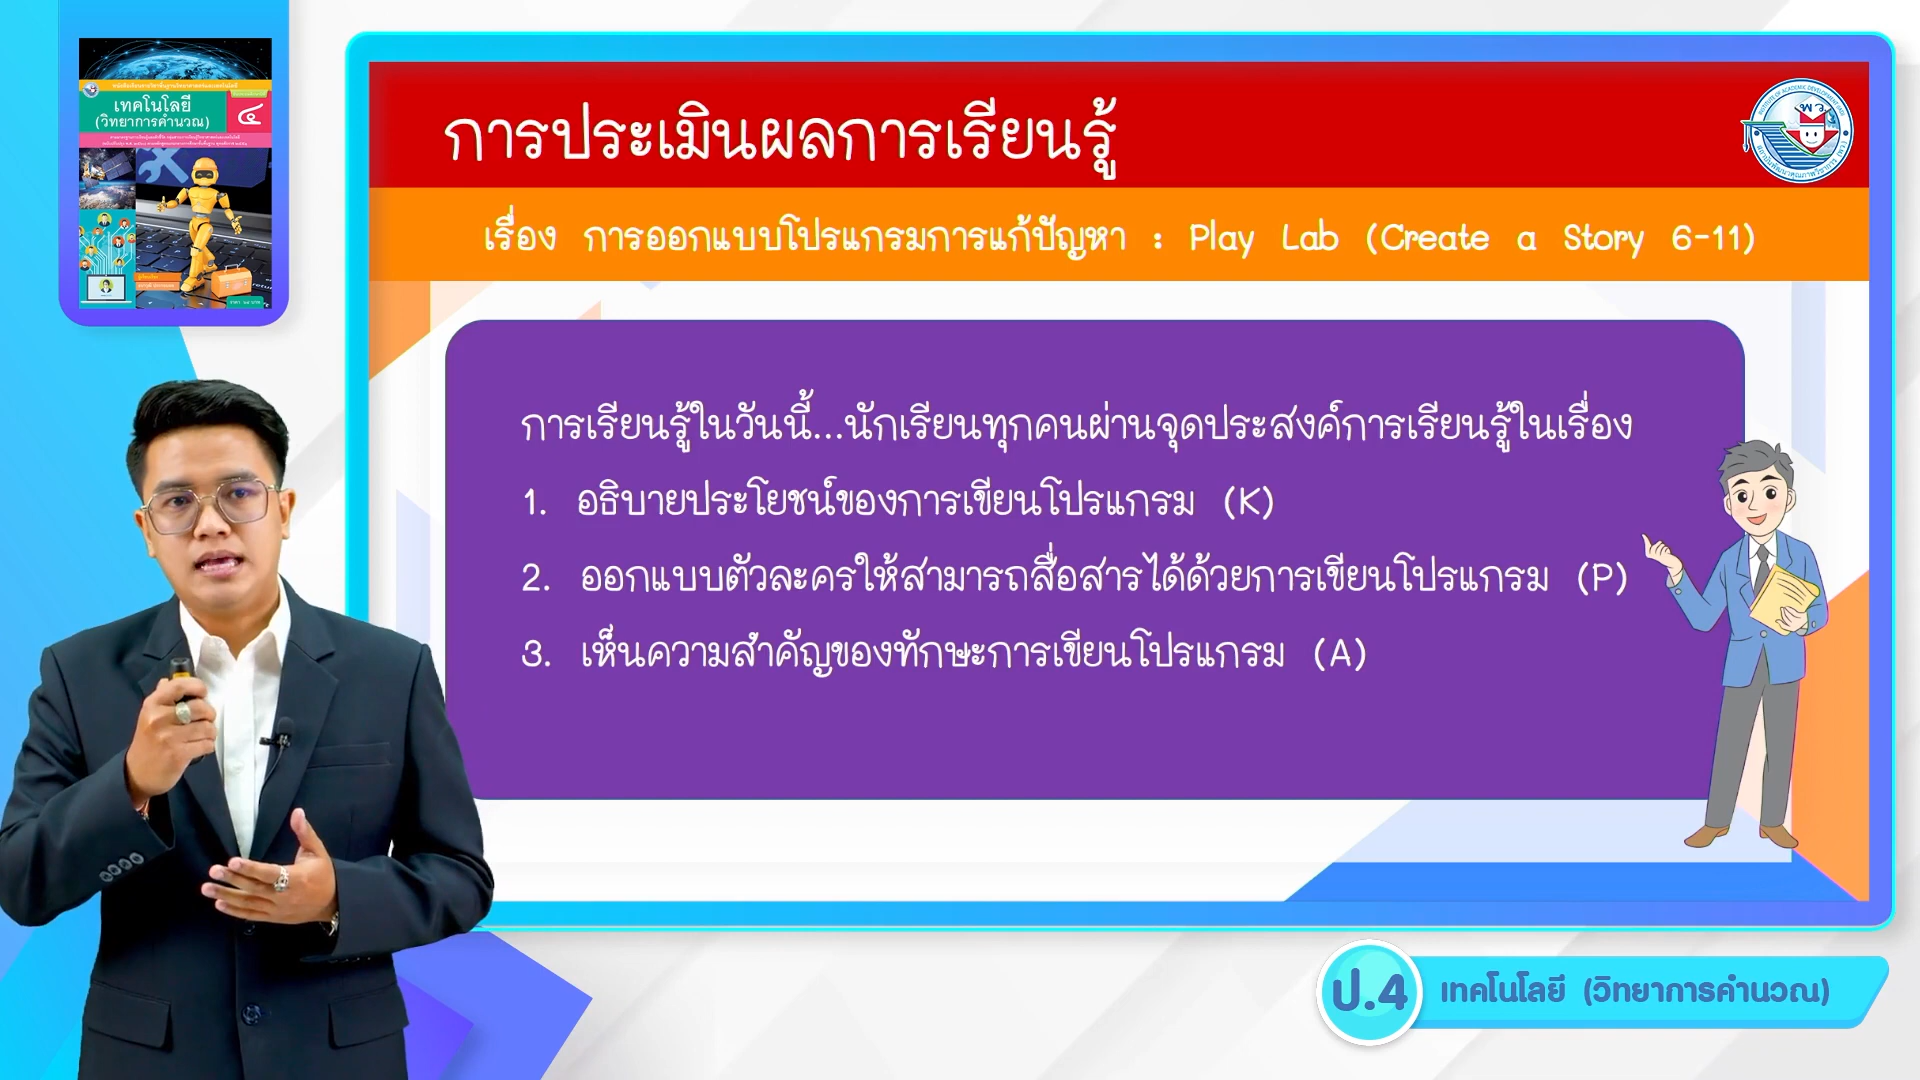 เทคโนโลยี
(วิทยาการคำนวณ)
๔
การประเมินผลการเรียนรู้
พว.
เรื่อง การออกแบบโปรแกรมการแก้ปัญหา : Play Lab (Create a Story 6-11)
การเรียนรู้ในวันนี้...นักเรียนทุกคนผ่านจุดประสงค์การเรียนรู้ในเรื่อง
1. อธิบายประโยชน์ของการเขียนโปรแกรม (K)
2. ออกแบบตัวละครให้สามารถสื่อสารได้ด้วยการเขียนโปรแกรม (P)
3. เห็นความสำคัญของทักษะการเขียนโปรแกรม (A)
ป.4 เทคโนโลยี (วิทยาการคำนวณ)